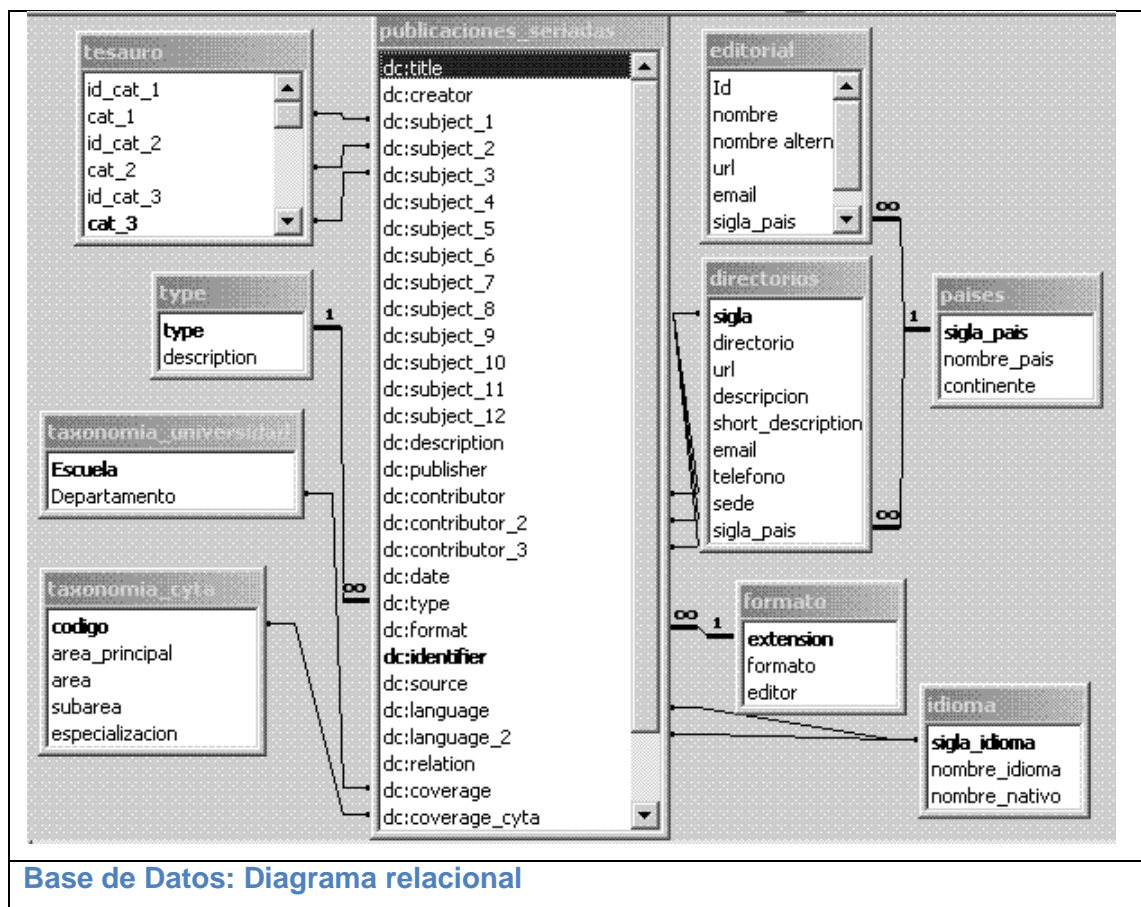 tesauro
id_cat_1
cat_1
id_cat_2
cat_2
id_cat_3
cat_3
type
type
description
taxonomia_universidad
Escuela
Departamento
taxonomia_cyta
codigo
area_principal
area
subarea
especializacion
publicaciones_seriadas
dc:title
dc:creator
dc:subject_1
dc:subject_2
dc:subject_3
dc:subject_4
dc:subject_5
dc:subject_6
dc:subject_7
dc:subject_8
dc:subject_9
dc:subject_10
dc:subject_11
dc:subject_12
dc:description
dc:publisher
dc:contributor
dc:contributor_2
dc:contributor_3
dc:date
dc:type
dc:format
dc:identifier
dc:source
dc:language
dc:language_2
dc:relation
dc:coverage
dc:coverage_cyta
1
∞
editorial
Id
nombre
nombre altern
url
email
sigla_pais
∞
directorios
sigla
directorio
url
descripcion
short_description
email
telefono
sede
sigla_pais
∞
1
paises
sigla_pais
nombre_pais
continente
∞ 1
formato
extension
formato
editor
idioma
sigla_idioma
nombre_idioma
nombre_nativo
Base de Datos: Diagrama relacional